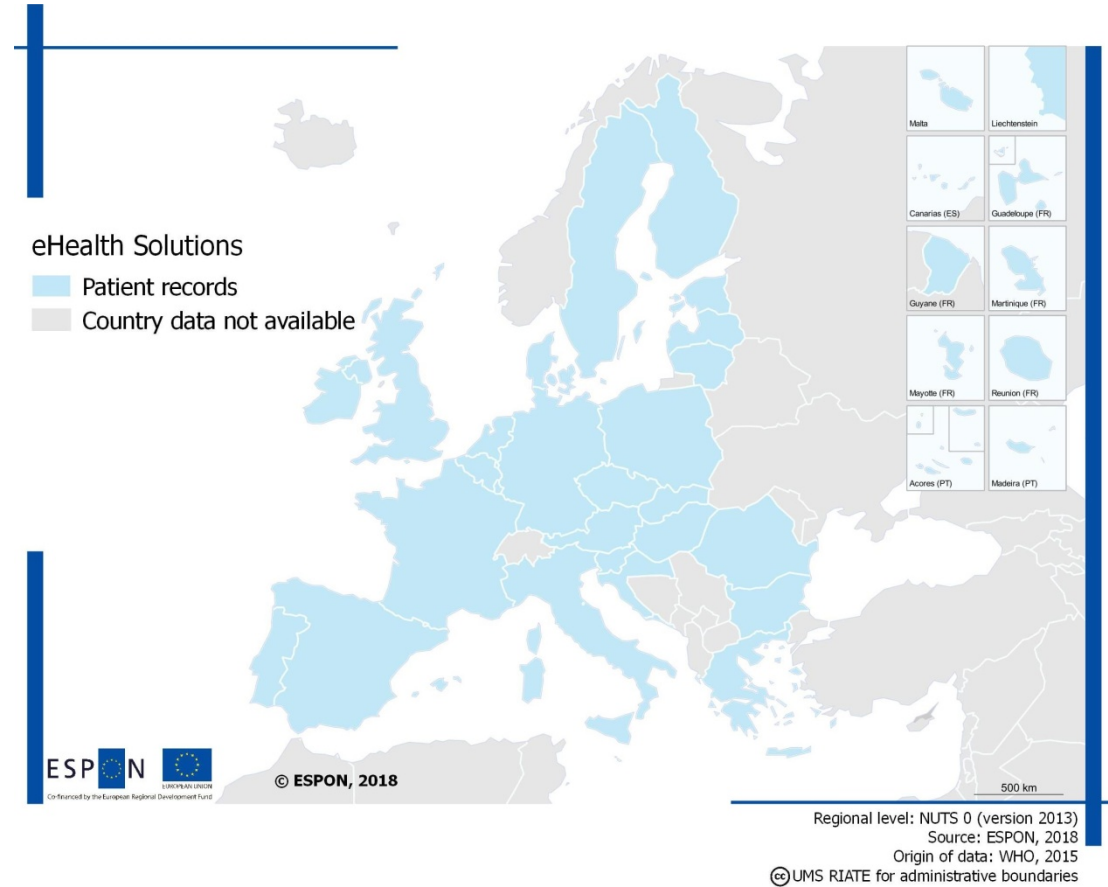 eHealth Solutions
Patient records
Country data not available
Malta
Liechtenstein
Canarias (ES)
Guadeloupe (FR)
Guyane (FR)
Martinique (FR)
Mayotte (FR)
Reunion (FR)
Acores (PT)
Madeira (PT)
ESPON
EUROPEAN UNION
Co-financed by the European Regional Development Fund
© ESPON, 2018
500 km
Regional level: NUTS 0 (version 2013)
Source: ESPON, 2018
Origin of data: WHO, 2015
🅭 UMS RIATE for administrative boundaries